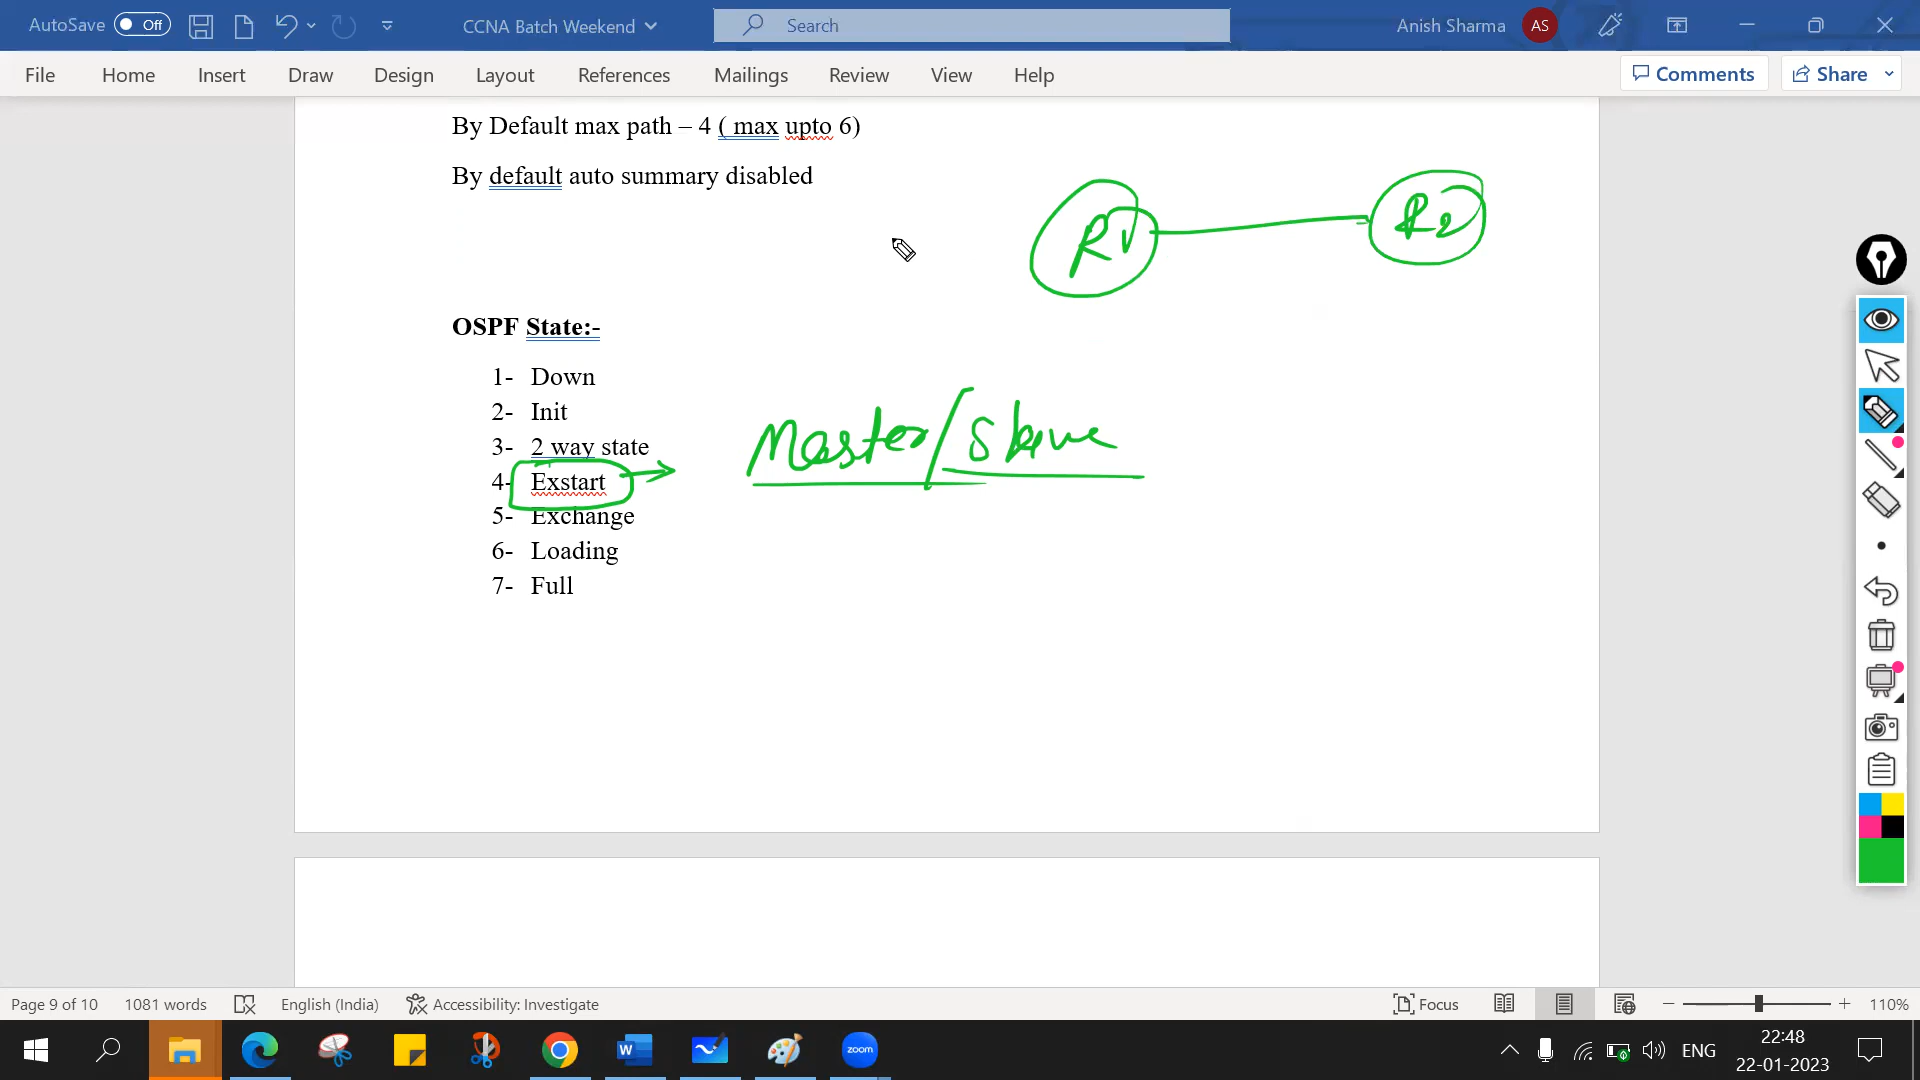 AutoSave Off CCNA Batch Weekend Search Anish Sharma AS
File Home Insert Draw Design Layout References Mailings Review View Help Comments Share
By Default max path – 4 ( max upto 6)
By default auto summary disabled
R1 R2
OSPF State:-
1- Down
2- Init
3- 2 way state
4- Exstart
Master/Slave
5- Exchange
6- Loading
7- Full
Page 9 of 10 1081 words English (India) Accessibility: Investigate Focus 110%
W zoom ENG 22:48
22-01-2023